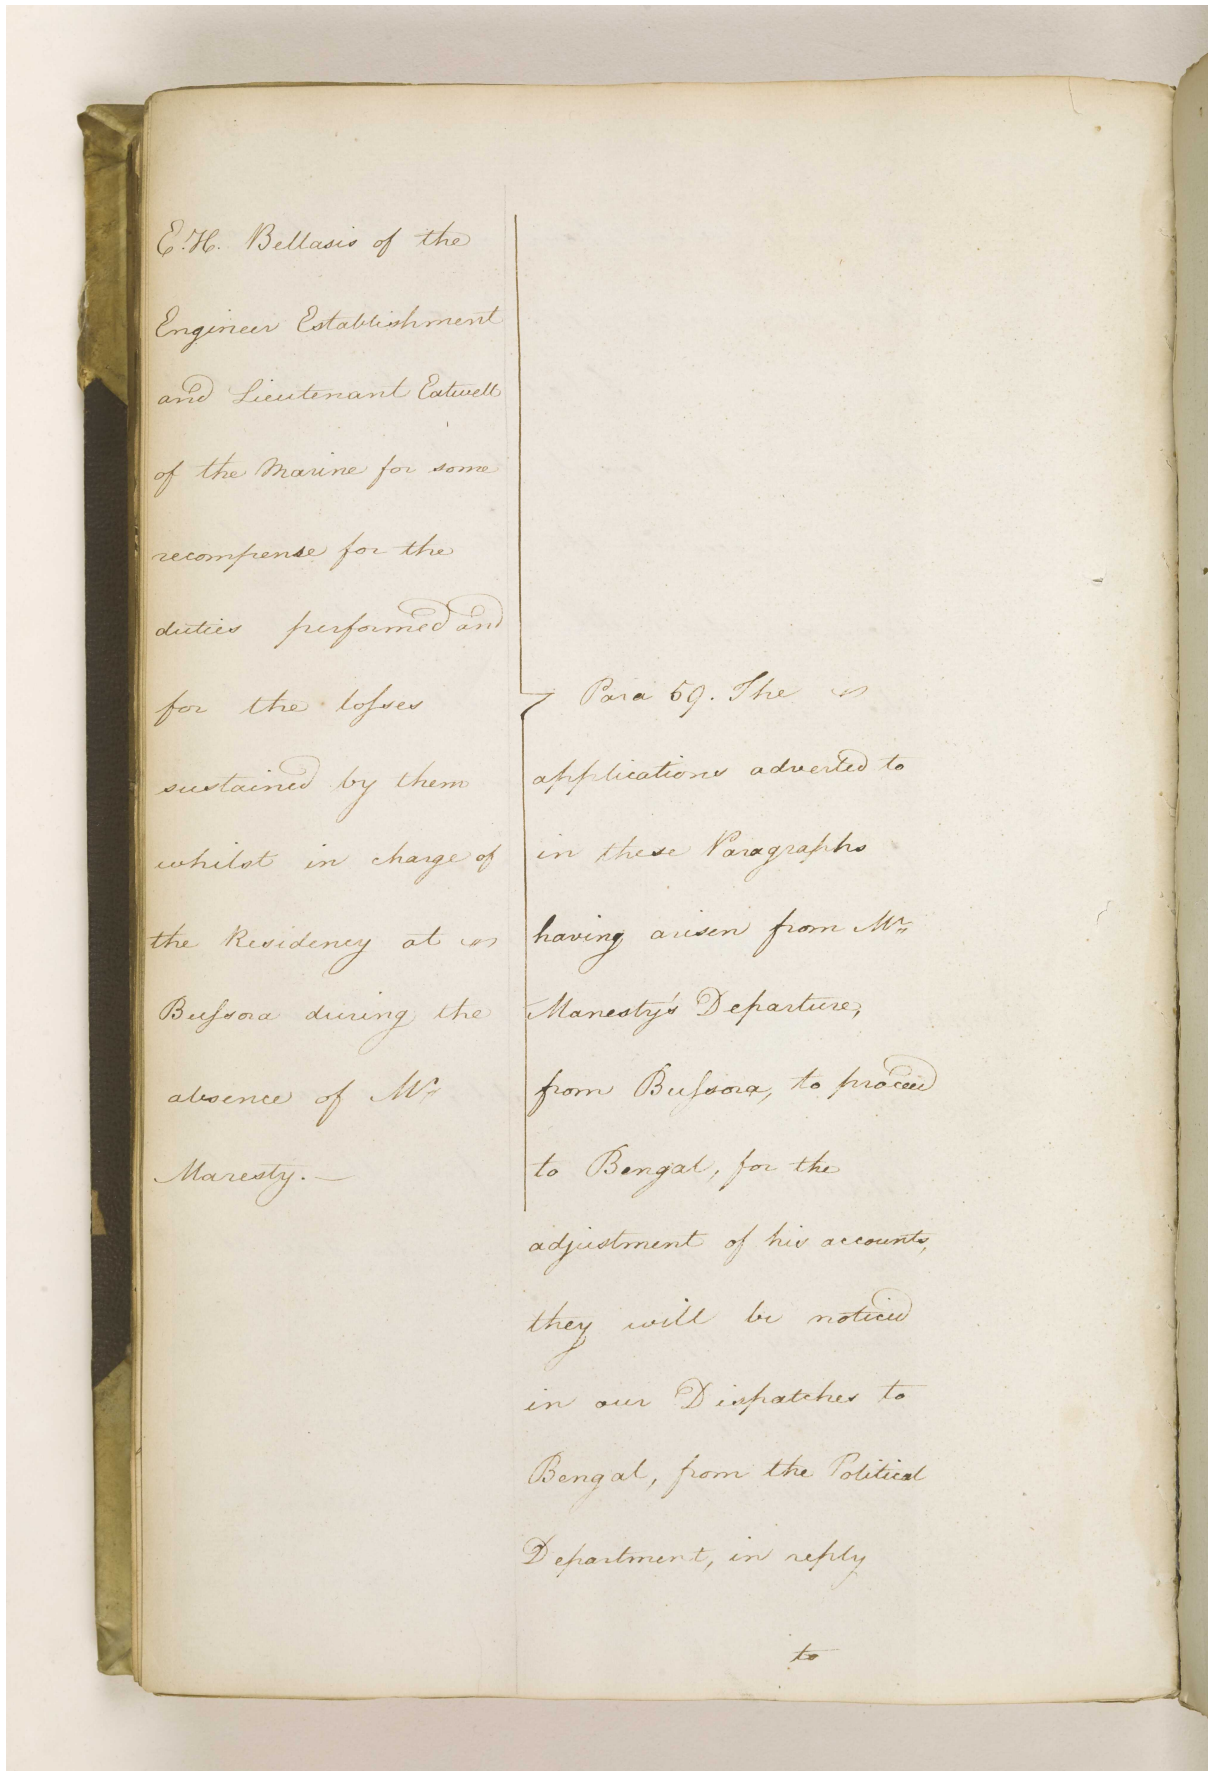 E.H. Bellasis of the
Engineer Establishment
and Lieutenant Eatwell
of the Marine for some
recompense for the
duties performed and
for the loſses
sustained by them
whilst in charge of
the Residency at
Buſsora during the
absence of Mr
Manesty. —
Para 59. The
applications adverted to
in these Paragraphs
having arisen from Mr
Manesty's Departure,
from Buſsora, to proceed
to Bengal, for the
adjustment of his accounts,
they will be noticed
in our Dispatches to
Bengal, from the Political
Department, in reply
to